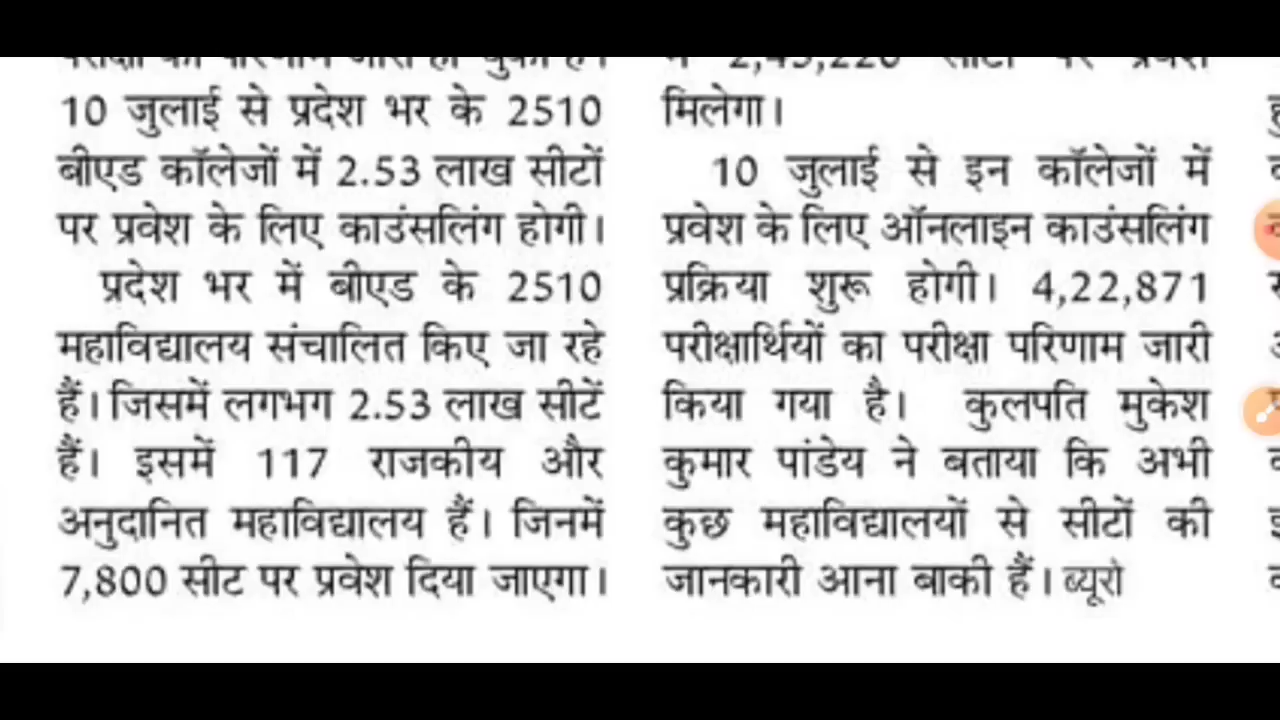 10 जुलाई से प्रदेश भर के 2510
बीएड कॉलेजों में 2.53 लाख सीटों
पर प्रवेश के लिए काउंसलिंग होगी।
प्रदेश भर में बीएड के 2510
महाविद्यालय संचालित किए जा रहे
हैं। जिसमें लगभग 2.53 लाख सीटें
हैं। इसमें 117 राजकीय और
अनुदानित महाविद्यालय हैं। जिनमें
7,800 सीट पर प्रवेश दिया जाएगा।
मिलेगा।
10 जुलाई से इन कॉलेजों में
प्रवेश के लिए ऑनलाइन काउंसलिंग
प्रक्रिया शुरू होगी। 4,22,871
परीक्षार्थियों का परीक्षा परिणाम जारी
किया गया है। कुलपति मुकेश
कुमार पांडेय ने बताया कि अभी
कुछ महाविद्यालयों से सीटों की
जानकारी आना बाकी हैं। ब्यूरो